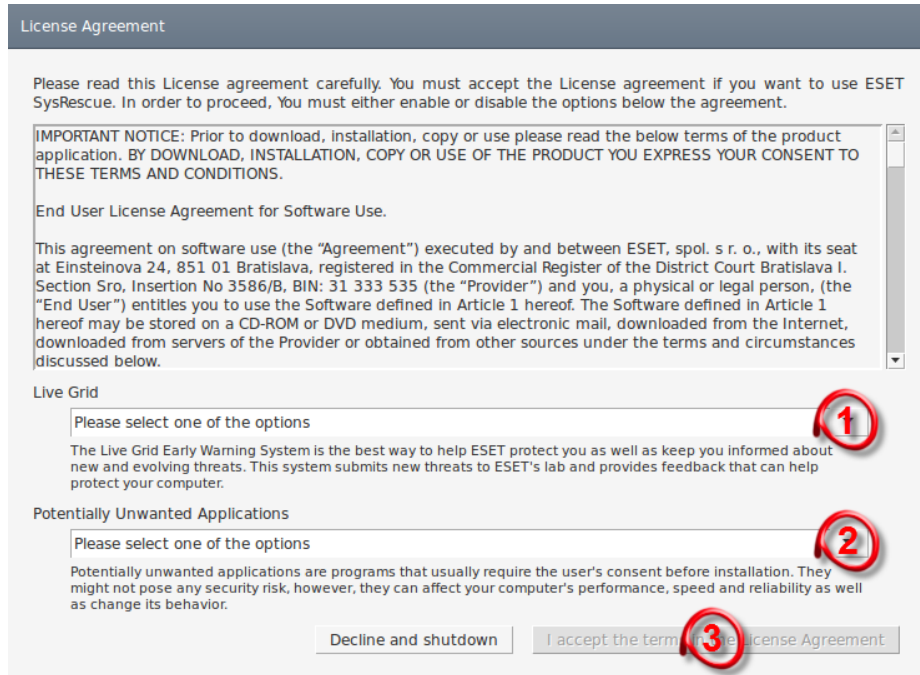 License Agreement
Please read this License agreement carefully. You must accept the License agreement if you want to use ESET
SysRescue. In order to proceed, You must either enable or disable the options below the agreement.
IMPORTANT NOTICE: Prior to download, installation, copy or use please read the below terms of the product
application. BY DOWNLOAD, INSTALLATION, COPY OR USE OF THE PRODUCT YOU EXPRESS YOUR CONSENT TO
THESE TERMS AND CONDITIONS.
End User License Agreement for Software Use.
This agreement on software use (the “Agreement”) executed by and between ESET, spol. s r. o., with its seat
at Einsteinova 24, 851 01 Bratislava, registered in the Commercial Register of the District Court Bratislava I.
Section Sro, Insertion No 3586/B, BIN: 31 333 535 (the “Provider”) and you, a physical or legal person, (the
“End User”) entitles you to use the Software defined in Article 1 hereof. The Software defined in Article 1
hereof may be stored on a CD-ROM or DVD medium, sent via electronic mail, downloaded from the Internet,
downloaded from servers of the Provider or obtained from other sources under the terms and circumstances
discussed below.
Live Grid
Please select one of the options
1
The Live Grid Early Warning System is the best way to help ESET protect you as well as keep you informed about
new and evolving threats. This system submits new threats to ESET's lab and provides feedback that can help
protect your computer.
Potentially Unwanted Applications
Please select one of the options
2
Potentially unwanted applications are programs that usually require the user's consent before installation. They
might not pose any security risk, however, they can affect your computer's performance, speed and reliability as well
as change its behavior.
Decline and shutdown
I accept the term 3 License Agreement